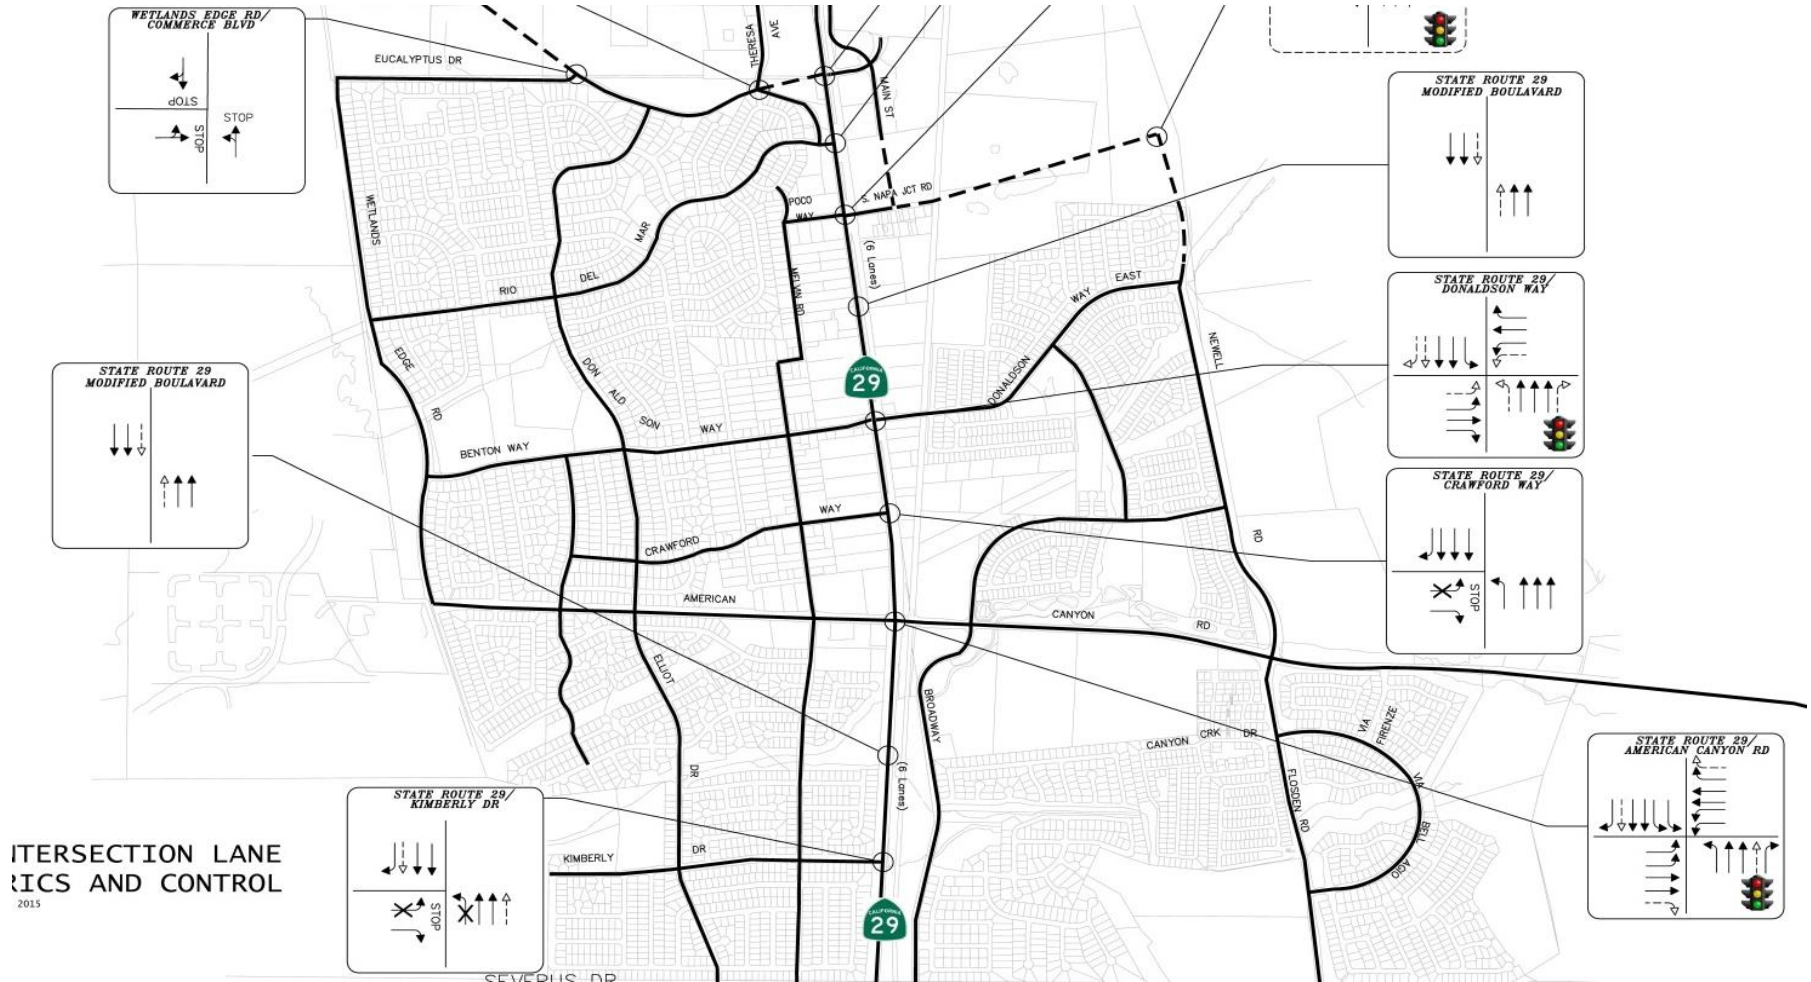 WETLANDS EDGE RD/
COMMERCE BLVD
STOP
STOP
STOP
EUCALYPTUS DR
THERESA
AVE
MAIN ST
STATE ROUTE 29
MODIFIED BOULAVARD
WETLANDS
MAR
DEL
RIO
POCO
WAY
S. NAPA JCT RD
(6 Lanes)
MELVIN RD
EAST
WAY
DONALDSON
NEWELL
RD
STATE ROUTE 29/
DONALDSON WAY
CALIFORNIA
29
EDGE
RD
DON
ALD
SON
WAY
BENTON WAY
STATE ROUTE 29
MODIFIED BOULAVARD
STATE ROUTE 29/
CRAWFORD WAY
STOP
CRAWFORD
WAY
AMERICAN
CANYON
RD
ELLIOT
DR
BROADWAY
CANYON CRK DR
VIA
FIRENZE
VIA
BELL
AGIO
FLOSDEN RD
(6 Lanes)
STATE ROUTE 29/
AMERICAN CANYON RD
STATE ROUTE 29/
KIMBERLY DR
STOP
KIMBERLY
DR
CALIFORNIA
29
NTERSECTION LANE
RICS AND CONTROL
2015
SEVERUS DR